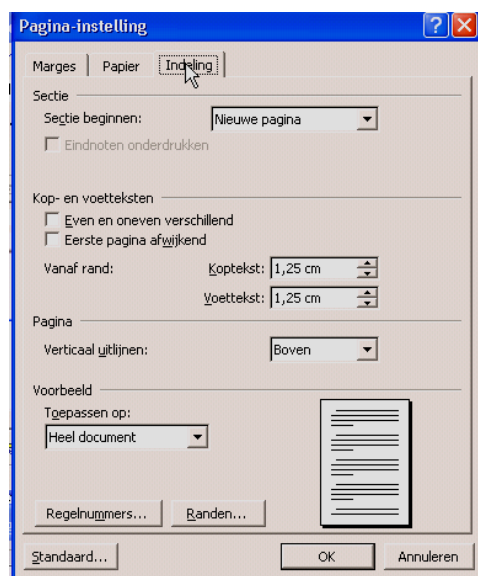 Pagina-instelling
Marges Papier Indeling
Sectie
Sectie beginnen: Nieuwe pagina
Eindnoten onderdrukken
Kop- en voetteksten
Even en oneven verschillend
Eerste pagina afwijkend
Vanaf rand: Koptekst: 1,25 cm
Voettekst: 1,25 cm
Pagina
Verticaal uitlijnen: Boven
Voorbeeld
Toepassen op:
Heel document
Regelnummers... Randen...
Standaard... OK Annuleren